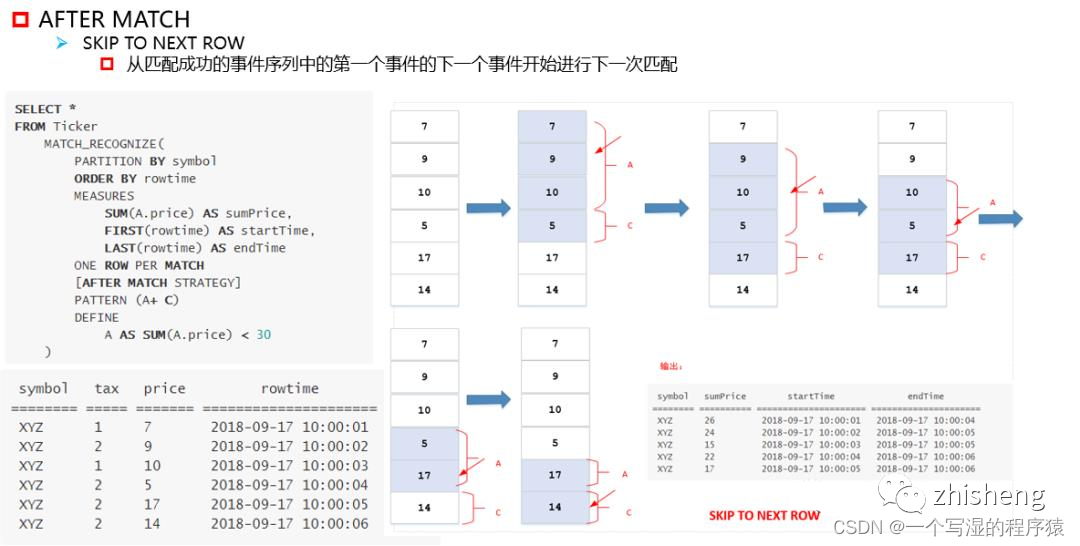 AFTER MATCH
SKIP TO NEXT ROW
从匹配成功的事件序列中的第一个事件的下一个事件开始进行下一次匹配
SELECT *
FROM Ticker
MATCH_RECOGNIZE(
PARTITION BY symbol
ORDER BY rowtime
MEASURES
SUM(A.price) AS sumPrice,
FIRST(rowtime) AS startTime,
LAST(rowtime) AS endTime
ONE ROW PER MATCH
[AFTER MATCH STRATEGY]
PATTERN (A+ C)
DEFINE
A AS SUM(A.price) < 30
)
symbol tax price rowtime
======== ===== ======= =====================
XYZ 1 7 2018-09-17 10:00:01
XYZ 2 9 2018-09-17 10:00:02
XYZ 1 10 2018-09-17 10:00:03
XYZ 2 5 2018-09-17 10:00:04
XYZ 2 17 2018-09-17 10:00:05
XYZ 2 14 2018-09-17 10:00:06
7
9
10
5
17
14
7
9
10
5
17
14
A
C
7
9
10
5
17
14
A
C
7
9
10
5
17
14
A
C
7
9
10
5
17
14
A
C
7
9
10
5
17
14
A
C
输出：
symbol sumPrice startTime endTime
======== ========== ===================== =====================
XYZ 26 2018-09-17 10:00:01 2018-09-17 10:00:04
XYZ 24 2018-09-17 10:00:02 2018-09-17 10:00:05
XYZ 15 2018-09-17 10:00:03 2018-09-17 10:00:05
XYZ 22 2018-09-17 10:00:04 2018-09-17 10:00:06
XYZ 17 2018-09-17 10:00:05 2018-09-17 10:00:06
SKIP TO NEXT ROW
zhisheng
CSDN @一个写湿的程序猿